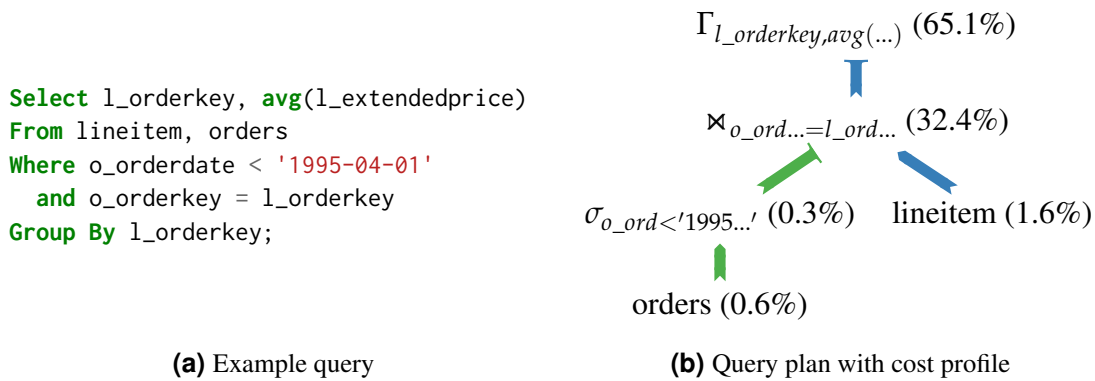 Select l_orderkey, avg(l_extendedprice)
From lineitem, orders
Where o_orderdate < '1995-04-01'
and o_orderkey = l_orderkey
Group By l_orderkey;
(a) Example query
Γl_orderkey,avg(...) (65.1%)
⋈o_ord...=l_ord... (32.4%)
σo_ord<'1995...' (0.3%) lineitem (1.6%)
orders (0.6%)
(b) Query plan with cost profile